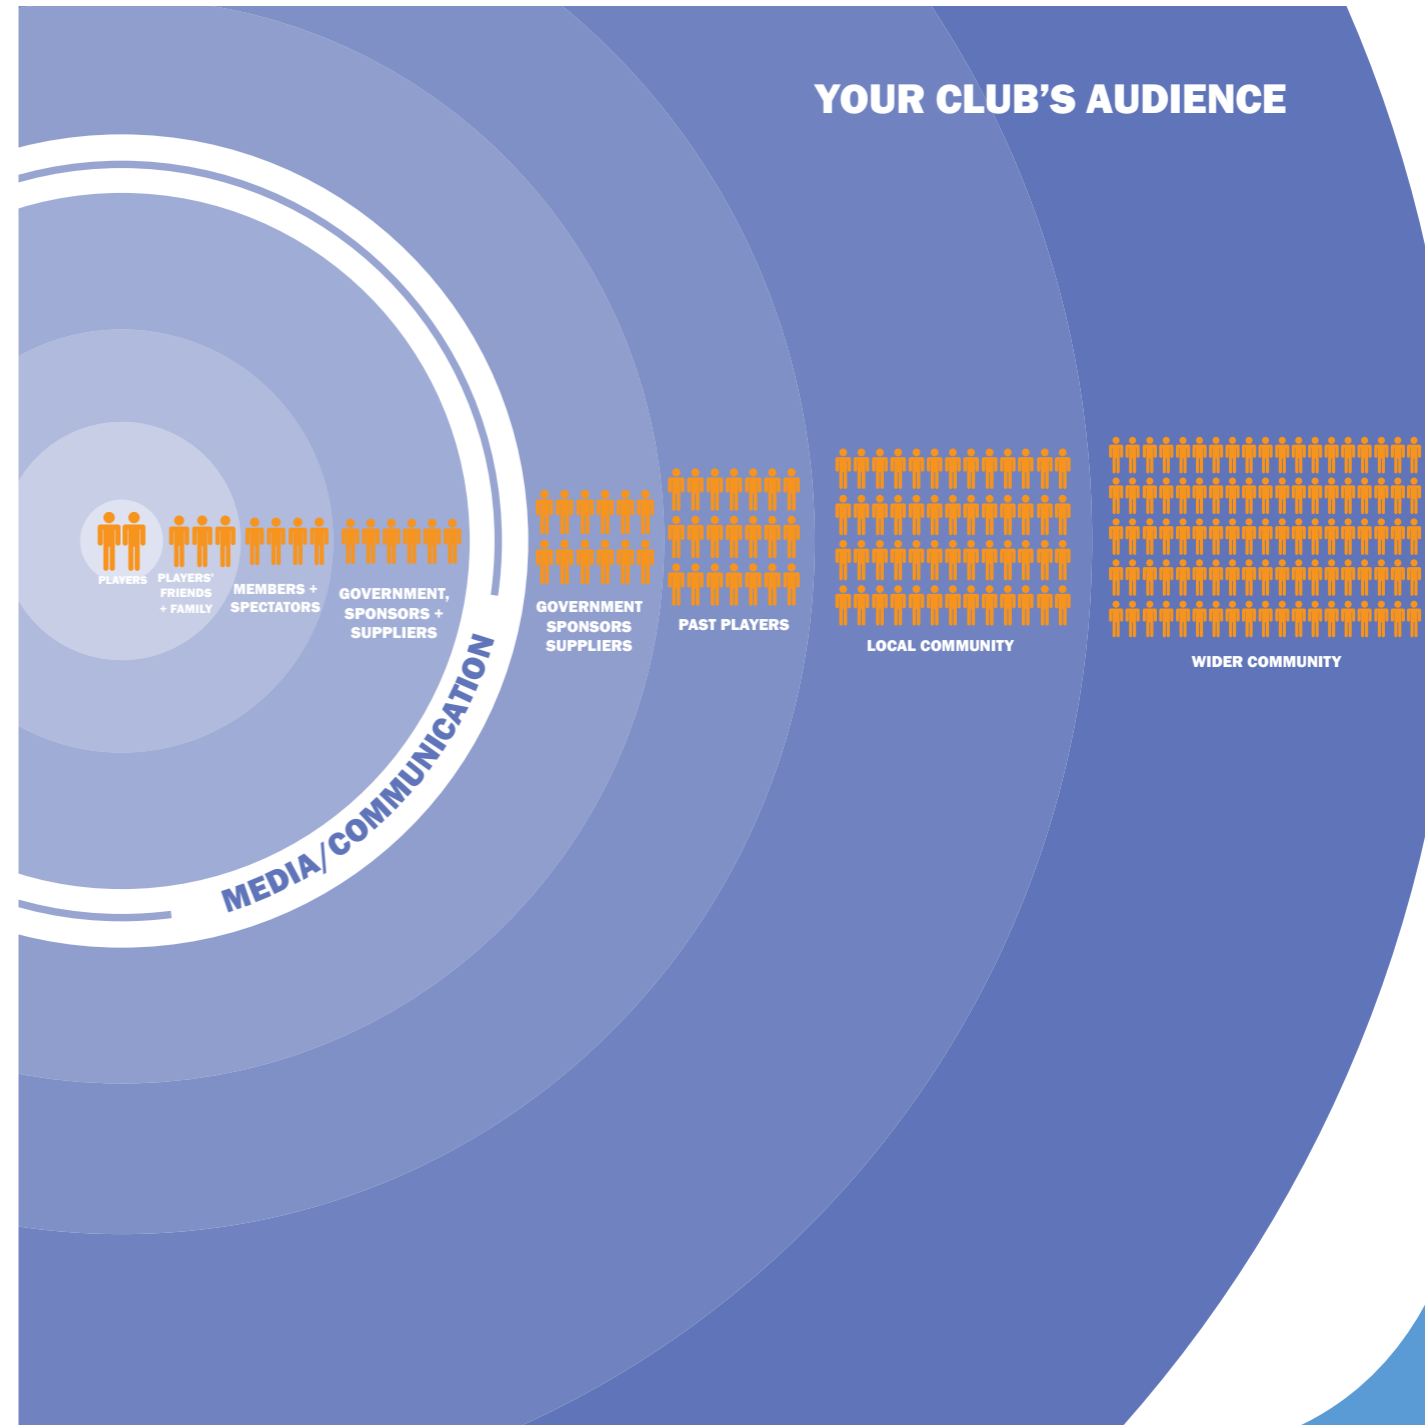 YOUR CLUB’S AUDIENCE
PLAYERS
PLAYERS’
FRIENDS
+ FAMILY
MEMBERS +
SPECTATORS
GOVERNMENT,
SPONSORS +
SUPPLIERS
MEDIA/COMMUNICATION
GOVERNMENT
SPONSORS
SUPPLIERS
PAST PLAYERS
LOCAL COMMUNITY
WIDER COMMUNITY